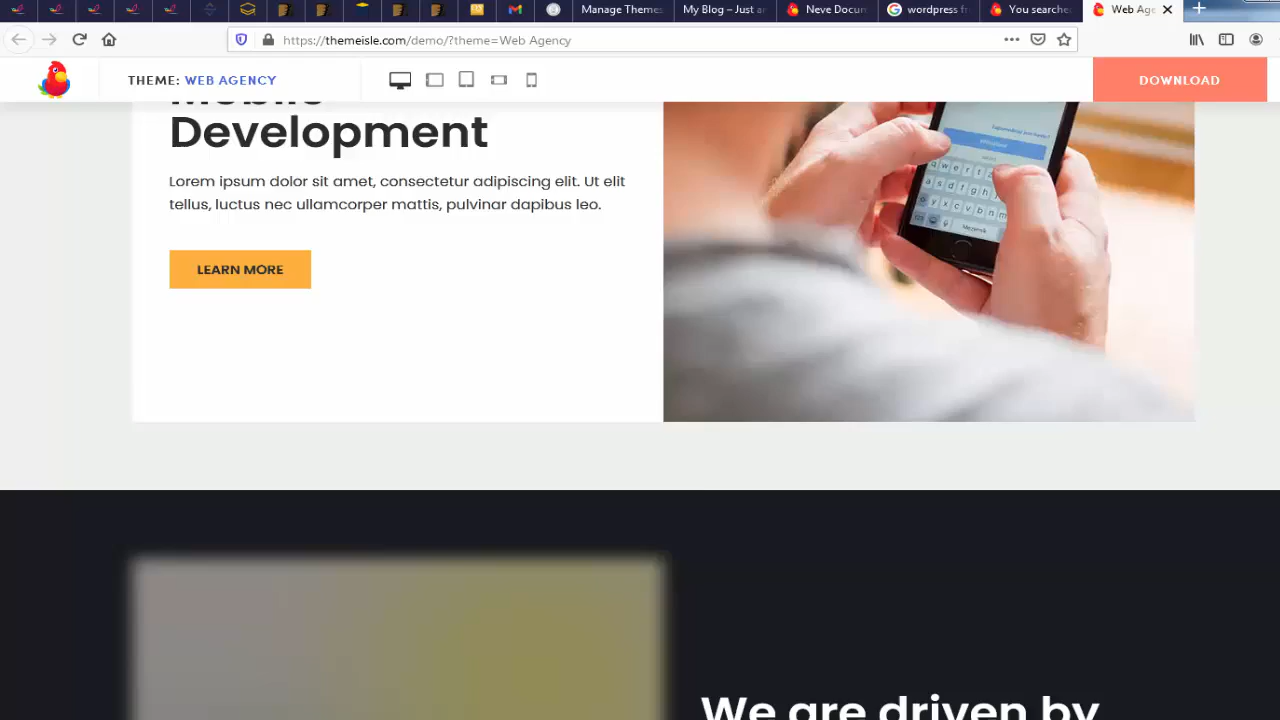 Manage Themes
My Blog – Just an
Neve Docum
wordpress fr
You searche
Web Age
https://themeisle.com/demo/?theme=Web Agency
THEME: WEB AGENCY
DOWNLOAD
Mobile
Development
Lorem ipsum dolor sit amet, consectetur adipiscing elit. Ut elit
tellus, luctus nec ullamcorper mattis, pulvinar dapibus leo.
LEARN MORE
We are driven by